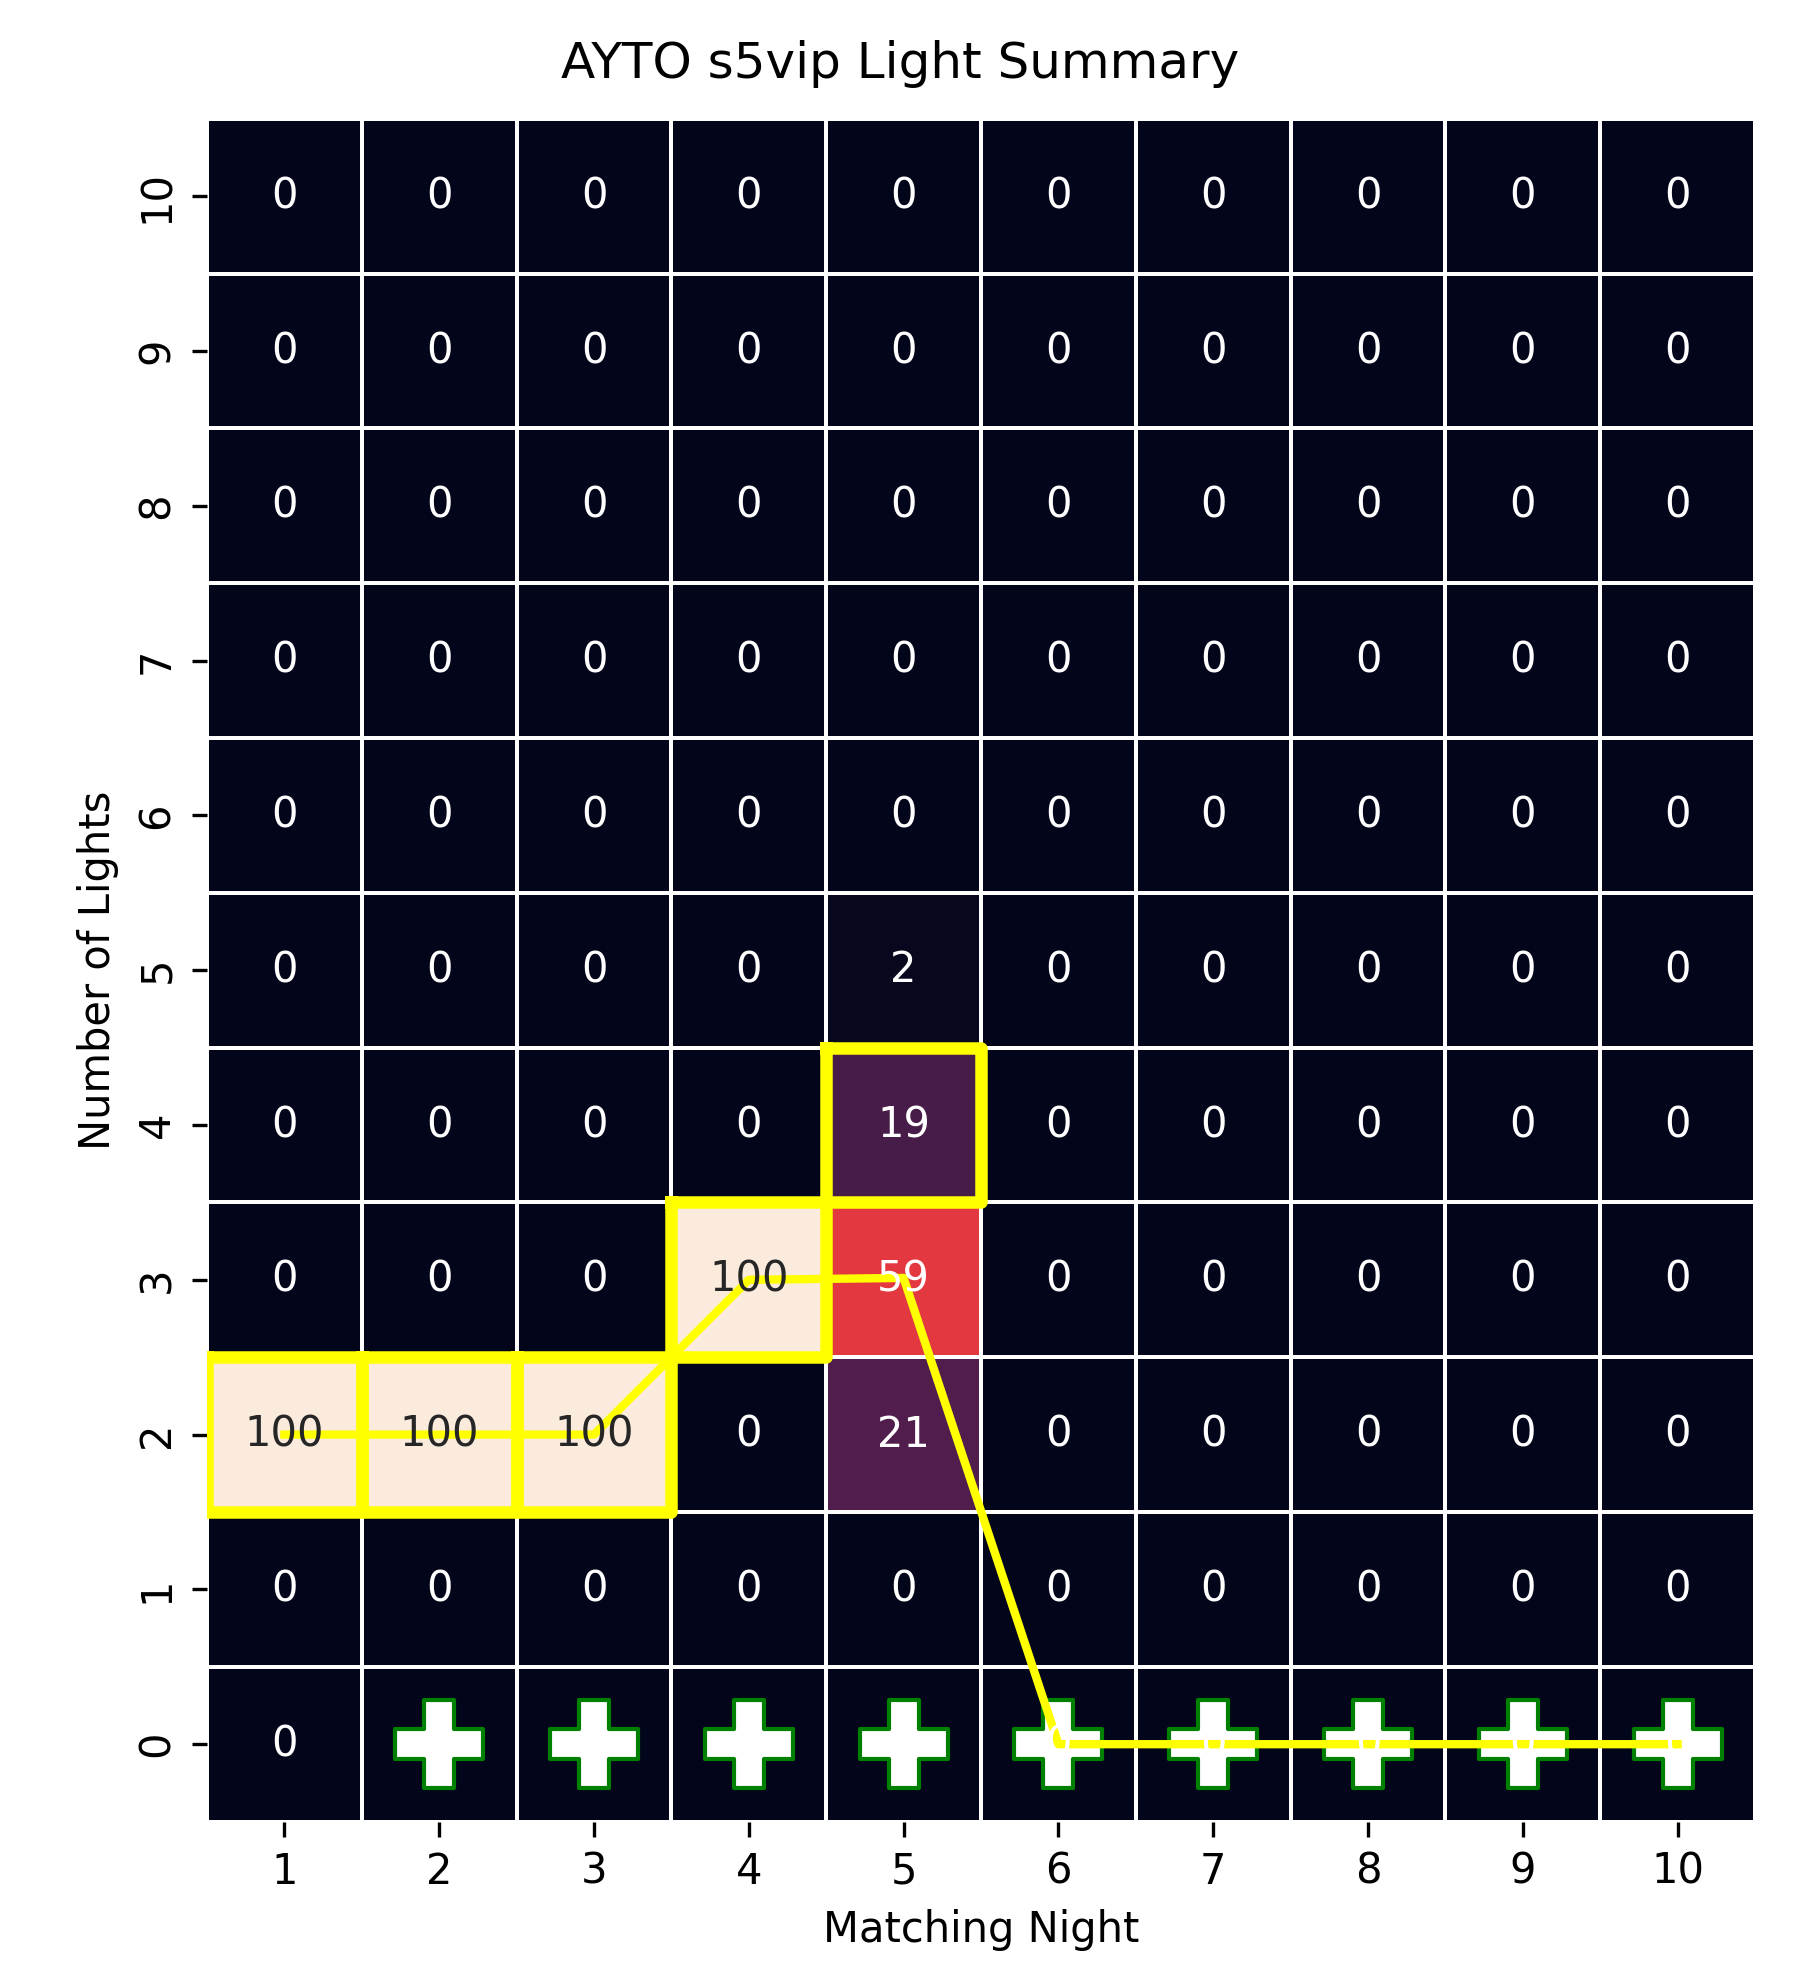 AYTO s5vip Light Summary
10 0 0 0 0 0 0 0 0 0 0
9 0 0 0 0 0 0 0 0 0 0
8 0 0 0 0 0 0 0 0 0 0
7 0 0 0 0 0 0 0 0 0 0
6 0 0 0 0 0 0 0 0 0 0
5 0 0 0 0 2 0 0 0 0 0
4 0 0 0 0 19 0 0 0 0 0
3 0 0 0 100 59 0 0 0 0 0
2 100 100 100 0 21 0 0 0 0 0
1 0 0 0 0 0 0 0 0 0 0
0 0
1 2 3 4 5 6 7 8 9 10
Number of Lights
Matching Night